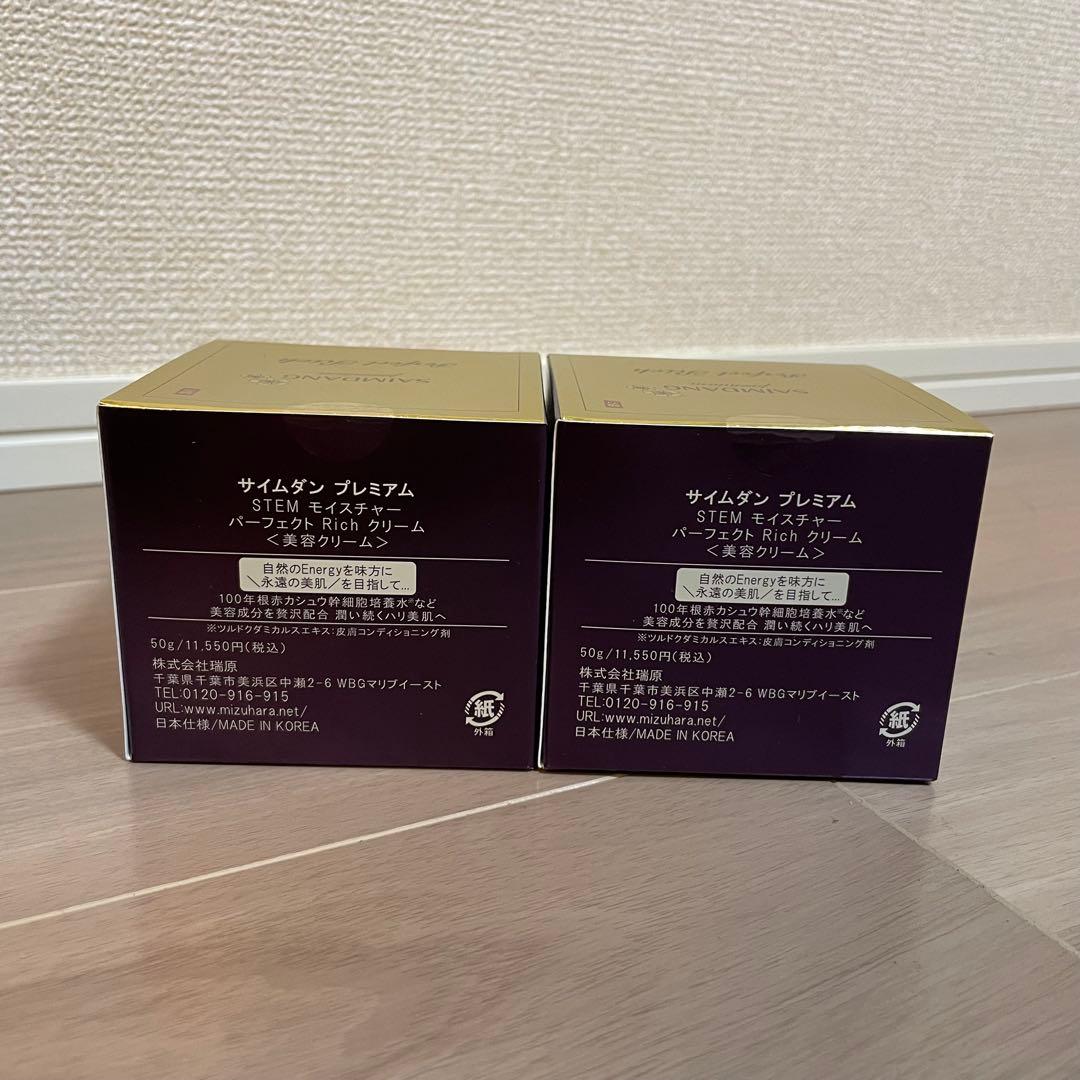 SAIMDANG
premium
Perfect Rich
サイムダン プレミアム
STEM モイスチャー
パーフェクト Rich クリーム
＜美容クリーム＞
自然のEnergyを味方に
＼永遠の美肌／を目指して…
100年根赤カシュウ幹細胞培養水※など
美容成分を贅沢配合 潤い続くハリ美肌へ
※ツルドクダミカルスエキス：皮膚コンディショニング剤
50g/11,550円(税込)
株式会社瑞原
千葉県千葉市美浜区中瀬2-6 WBGマリブイースト
TEL:0120-916-915
URL:www.mizuhara.net/
日本仕様/MADE IN KOREA
紙
外箱
SAIMDANG
premium
Perfect Rich
サイムダン プレミアム
STEM モイスチャー
パーフェクト Rich クリーム
＜美容クリーム＞
自然のEnergyを味方に
＼永遠の美肌／を目指して…
100年根赤カシュウ幹細胞培養水※など
美容成分を贅沢配合 潤い続くハリ美肌へ
※ツルドクダミカルスエキス：皮膚コンディショニング剤
50g/11,550円(税込)
株式会社瑞原
千葉県千葉市美浜区中瀬2-6 WBGマリブイースト
TEL:0120-916-915
URL:www.mizuhara.net/
日本仕様/MADE IN KOREA
紙
外箱